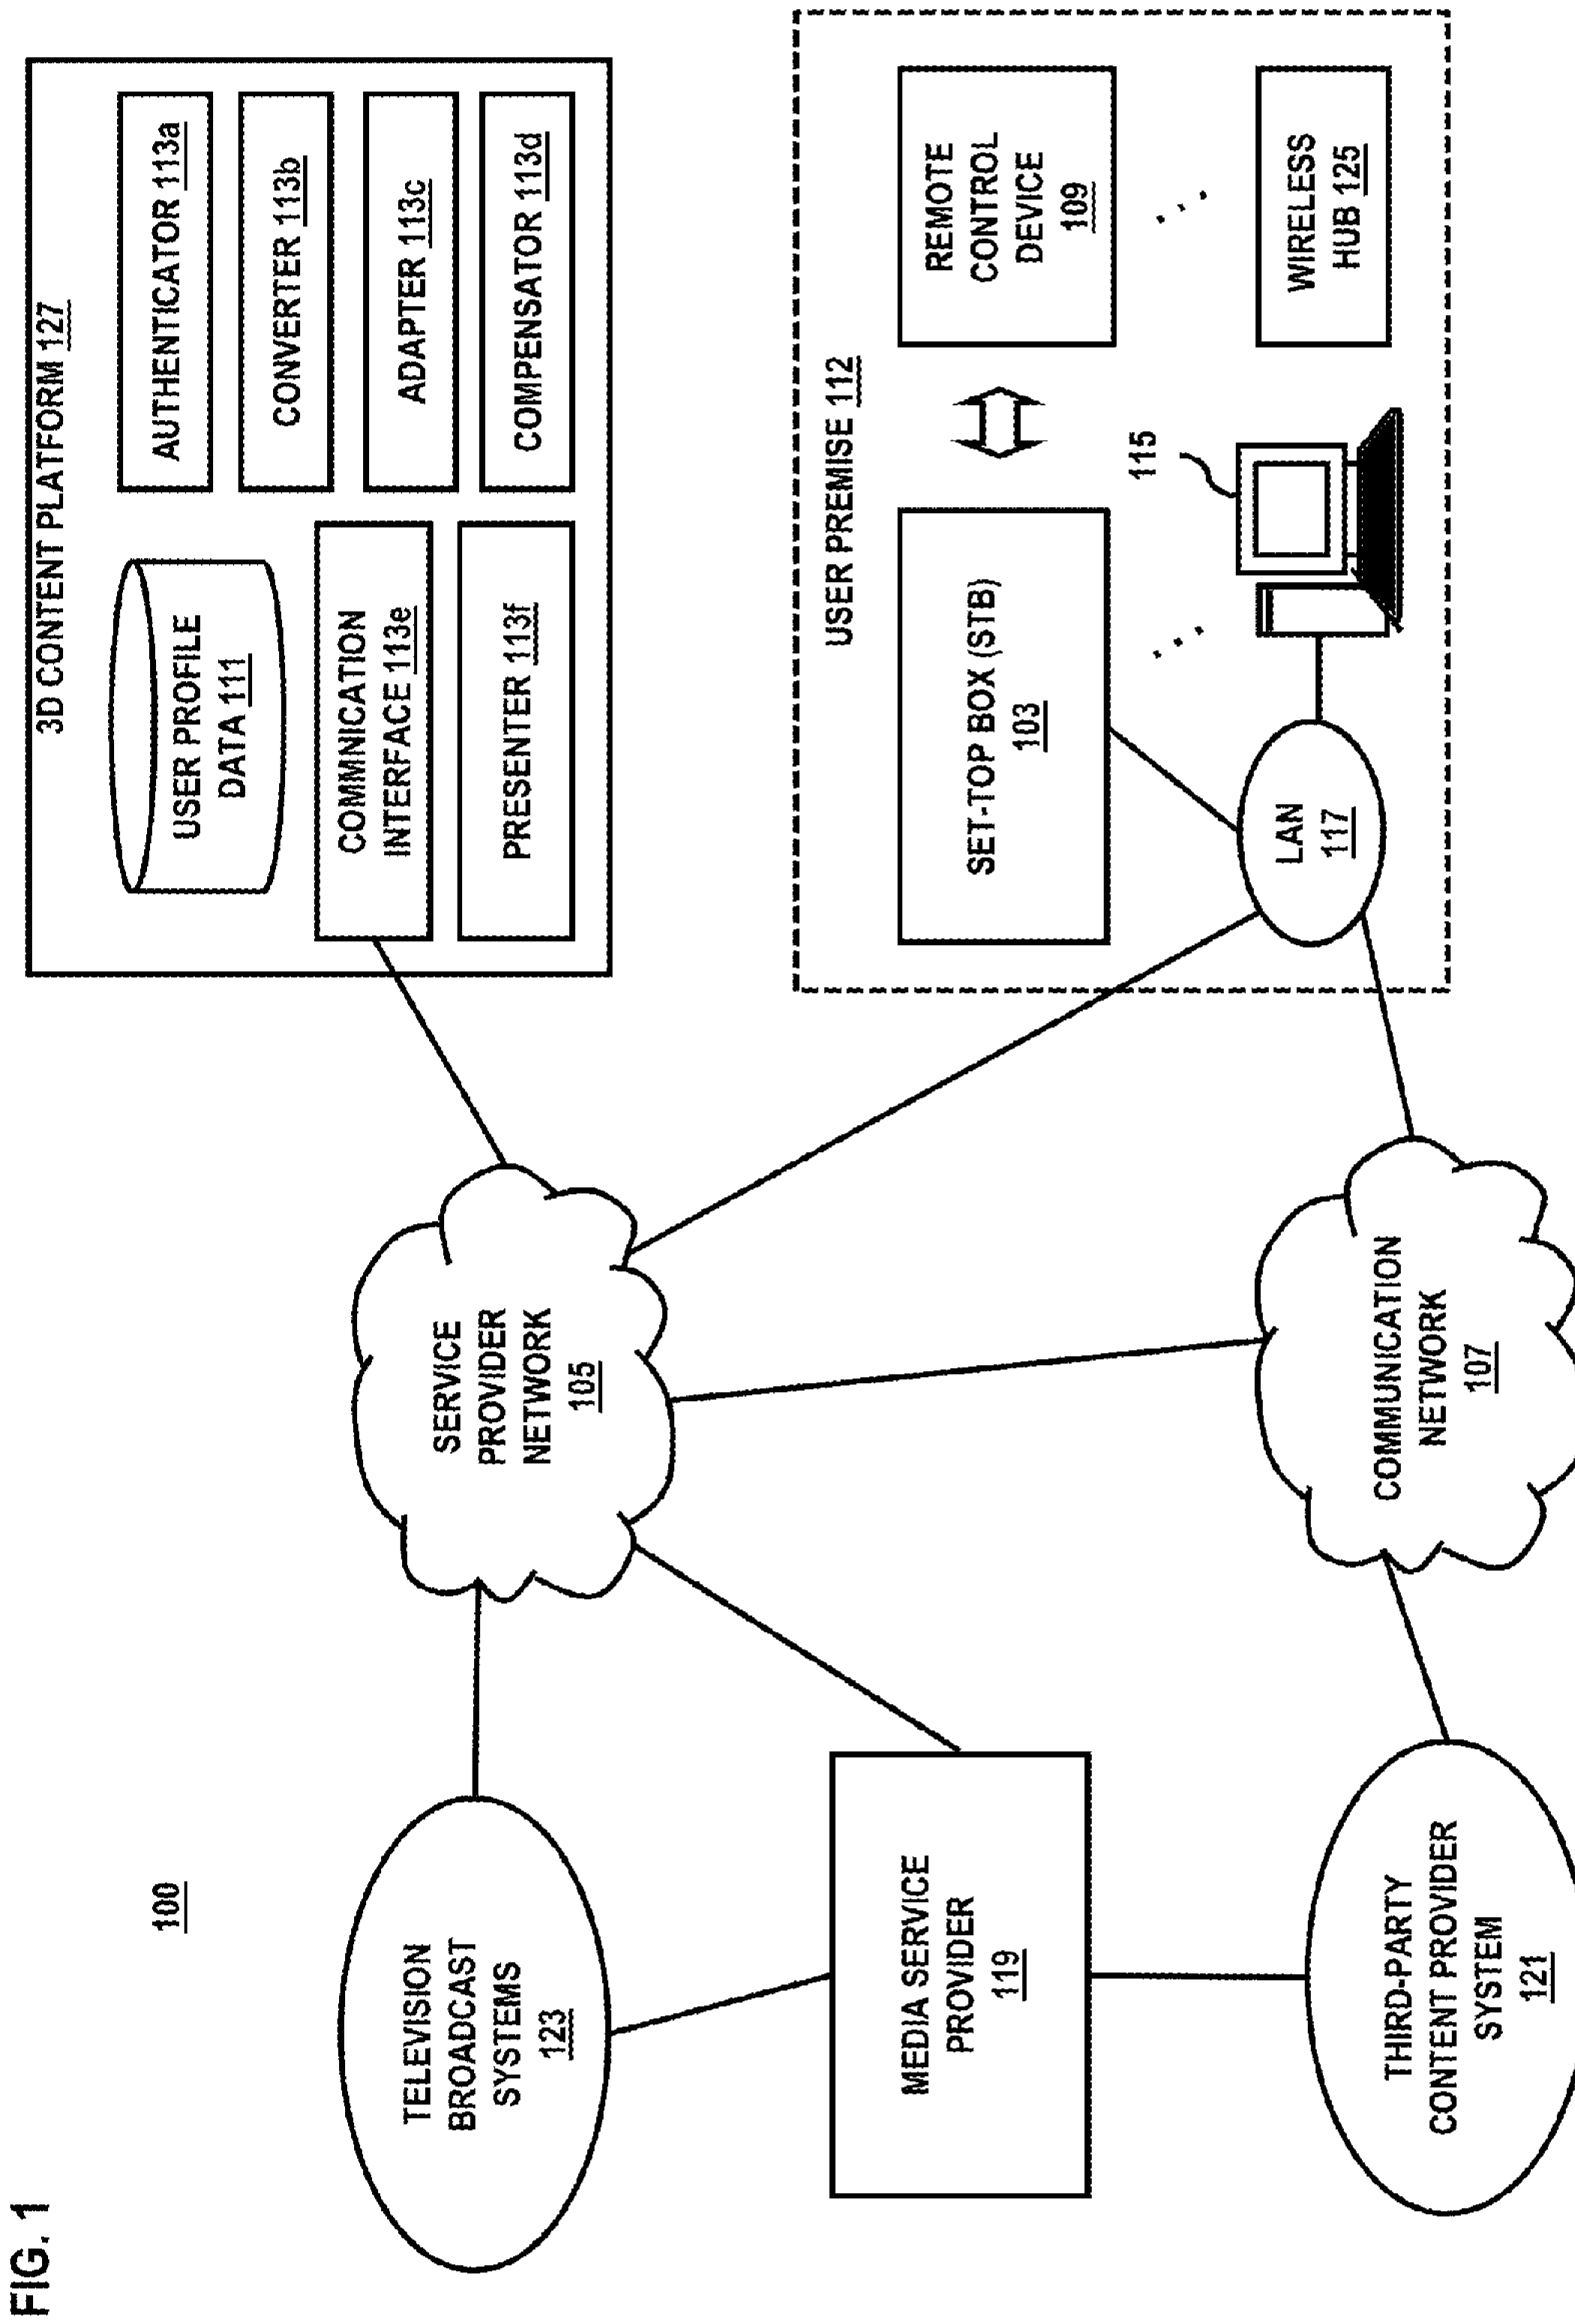 FIG. 1
100
TELEVISION
BROADCAST
SYSTEMS
123
MEDIA SERVICE
PROVIDER
119
THIRD-PARTY
CONTENT PROVIDER
SYSTEM
121
SERVICE
PROVIDER
NETWORK
105
COMMUNICATION
NETWORK
107
3D CONTENT PLATFORM 127
USER PROFILE
DATA 111
COMMNICATION
INTERFACE 113e
PRESENTER 113f
AUTHENTICATOR 113a
CONVERTER 113b
ADAPTER 113c
COMPENSATOR 113d
USER PREMISE 112
SET-TOP BOX (STB)
103
REMOTE
CONTROL
DEVICE
109
115
LAN
117
WIRELESS
HUB 125